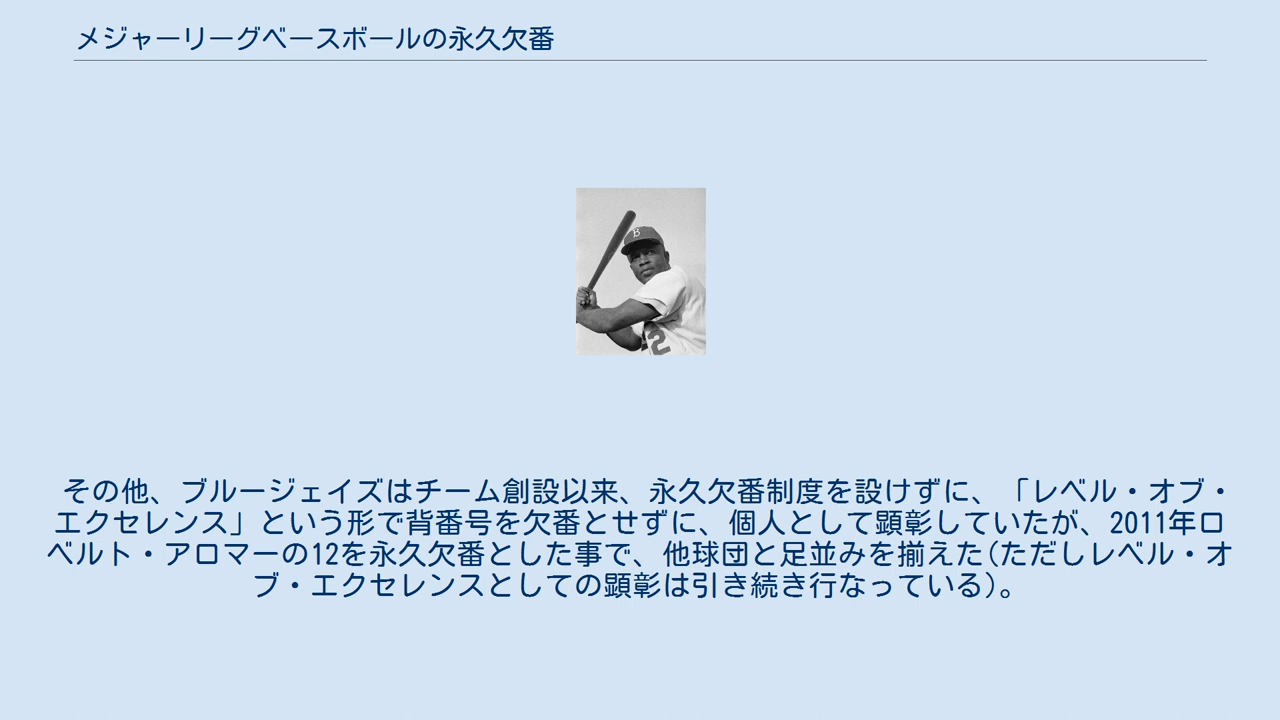 メジャーリーグベースボールの永久欠番
B
2
その他、ブルージェイズはチーム創設以来、永久欠番制度を設けずに、「レベル・オブ・
エクセレンス」という形で背番号を欠番とせずに、個人として顕彰していたが、2011年ロ
ベルト・アロマーの12を永久欠番とした事で、他球団と足並みを揃えた(ただしレベル・オ
ブ・エクセレンスとしての顕彰は引き続き行なっている)。